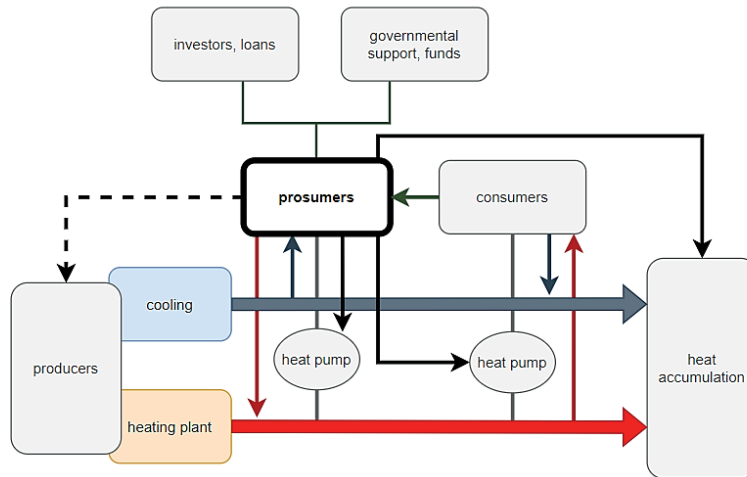 investors, loans
governmental
support, funds
prosumers
consumers
cooling
producers
heat pump
heat pump
heat
accumulation
heating plant